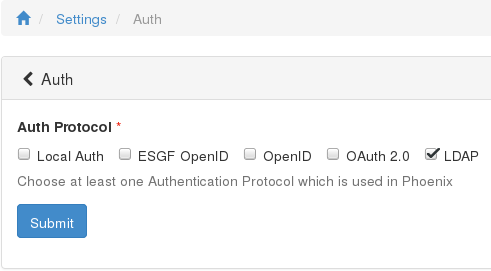 / Settings / Auth
Auth
Auth Protocol *
Local Auth ESGF OpenID OpenID OAuth 2.0 LDAP
Choose at least one Authentication Protocol which is used in Phoenix
Submit